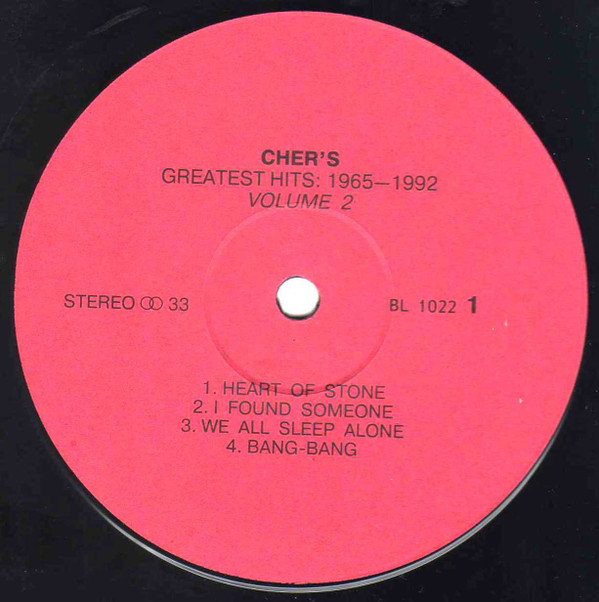 CHER'S
GREATEST HITS: 1965—1992
VOLUME 2
STEREO ꝏ 33 BL 1022 1
1. HEART OF STONE
2. I FOUND SOMEONE
3. WE ALL SLEEP ALONE
4. BANG-BANG